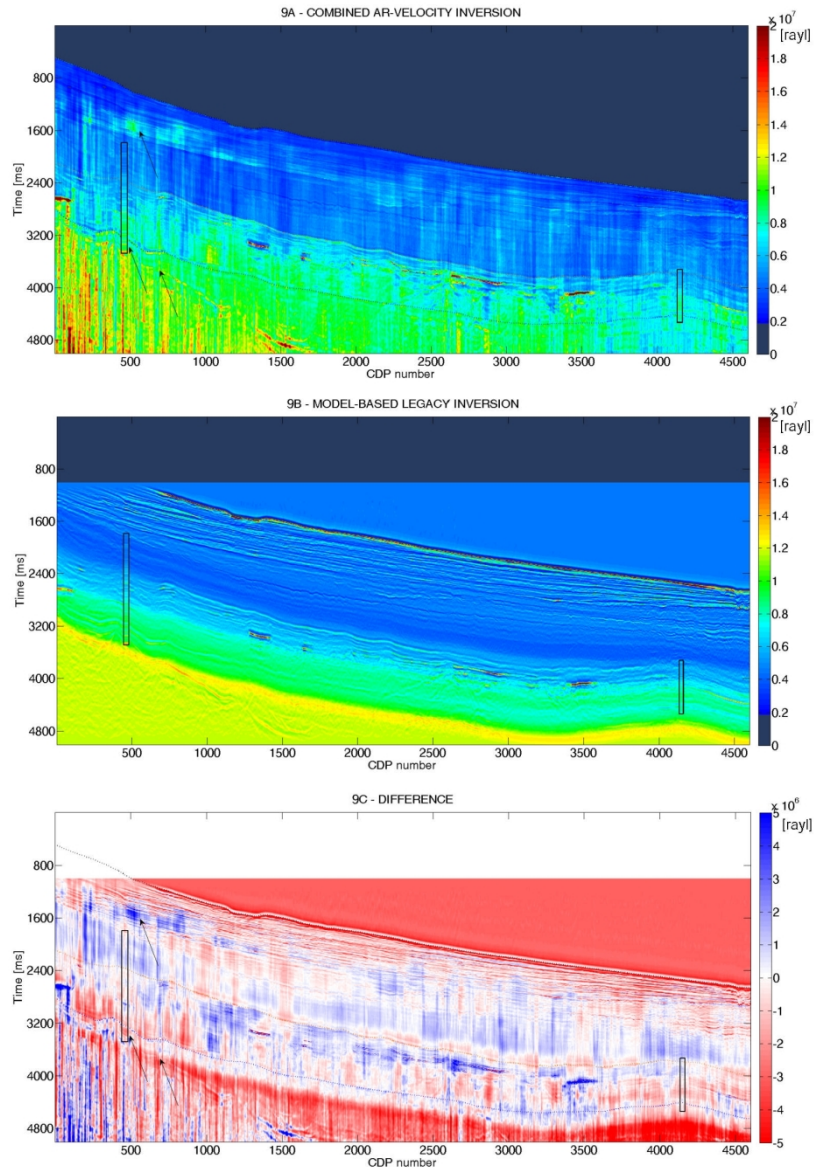 9A - COMBINED AR-VELOCITY INVERSION
x 10⁷
[rayl]
2
1.8
1.6
1.4
1.2
1
0.8
0.6
0.4
0.2
0
Time [ms]
800
1600
2400
3200
4000
4800
500 1000 1500 2000 2500 3000 3500 4000 4500
CDP number
9B - MODEL-BASED LEGACY INVERSION
x 10⁷
[rayl]
2
1.8
1.6
1.4
1.2
1
0.8
0.6
0.4
0.2
0
Time [ms]
800
1600
2400
3200
4000
4800
500 1000 1500 2000 2500 3000 3500 4000 4500
CDP number
9C - DIFFERENCE
x 10⁶
[rayl]
5
4
3
2
1
0
-1
-2
-3
-4
-5
Time [ms]
800
1600
2400
3200
4000
4800
500 1000 1500 2000 2500 3000 3500 4000 4500
CDP number